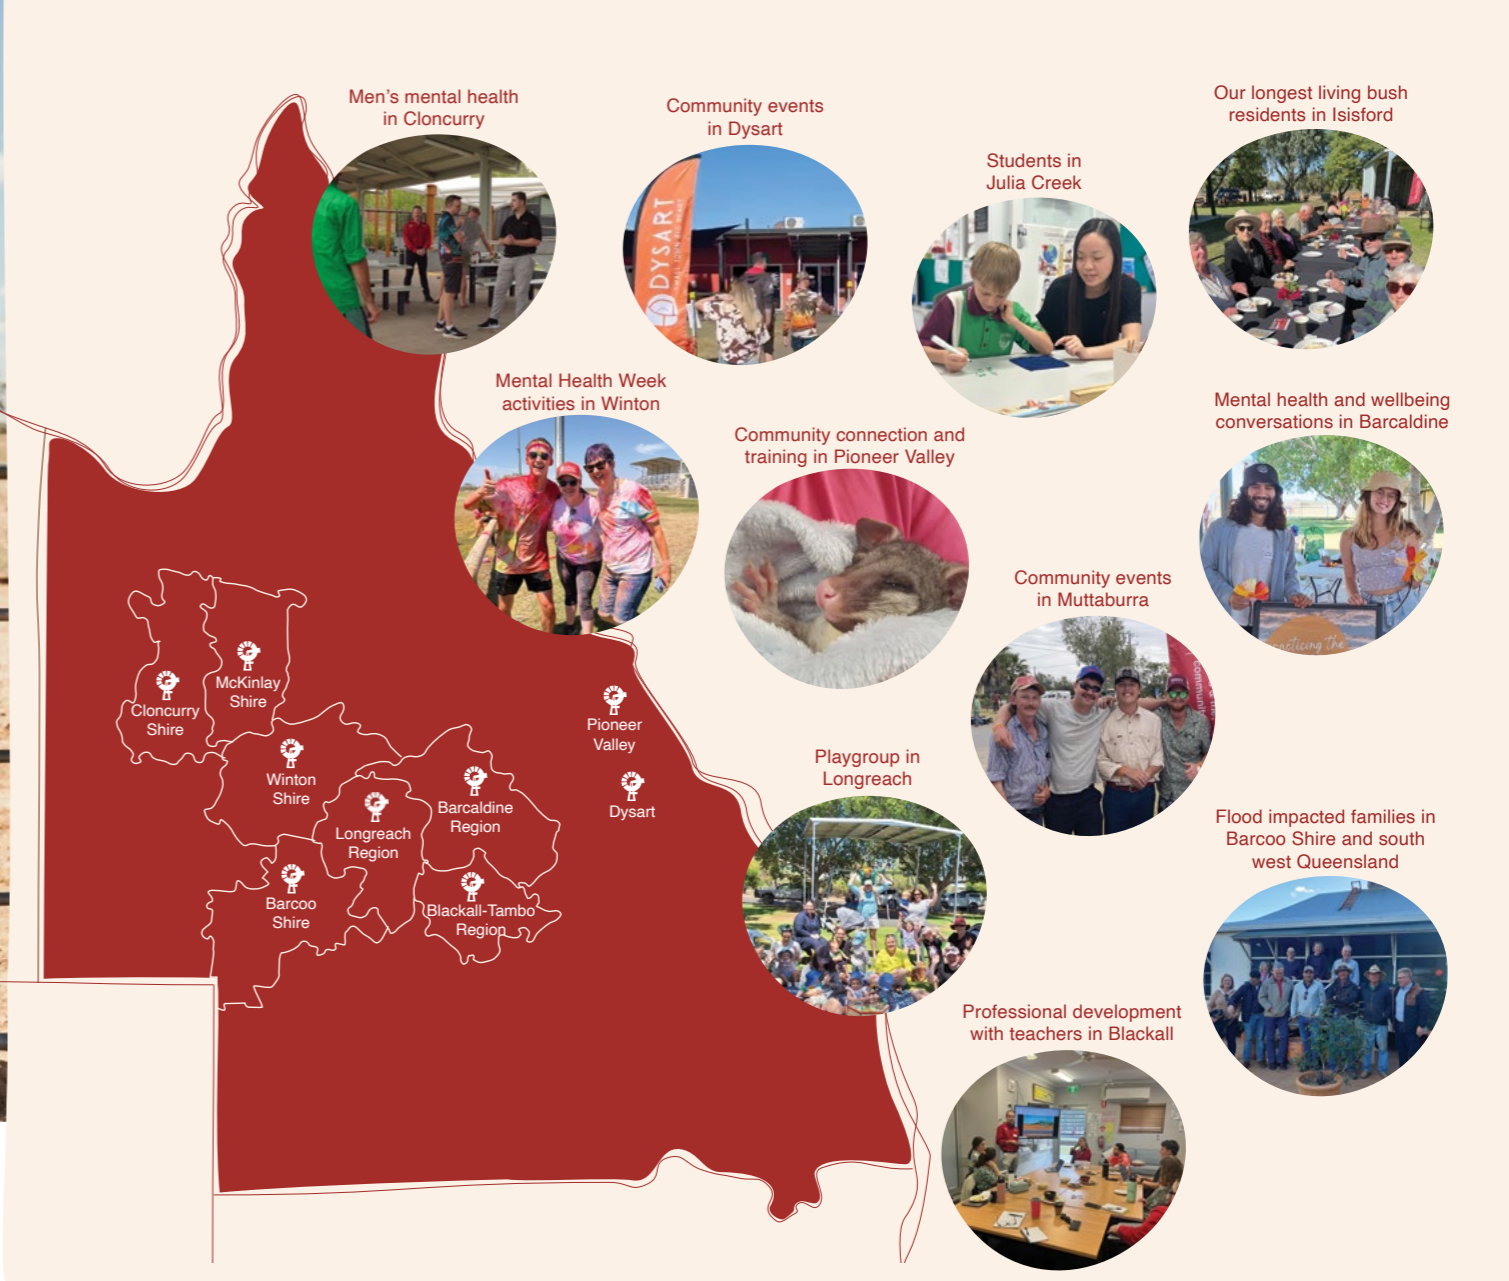 Men's mental health
in Cloncurry
Community events
in Dysart
DYSART
Students in
Julia Creek
Our longest living bush
residents in Isisford
Mental Health Week
activities in Winton
Community connection and
training in Pioneer Valley
Mental health and wellbeing
conversations in Barcaldine
Community events
in Muttaburra
Playgroup in
Longreach
Flood impacted families in
Barcoo Shire and south
west Queensland
Professional development
with teachers in Blackall
McKinlay
Shire
Cloncurry
Shire
Winton
Shire
Longreach
Region
Barcaldine
Region
Barcoo
Shire
Blackall-Tambo
Region
Pioneer
Valley
Dysart